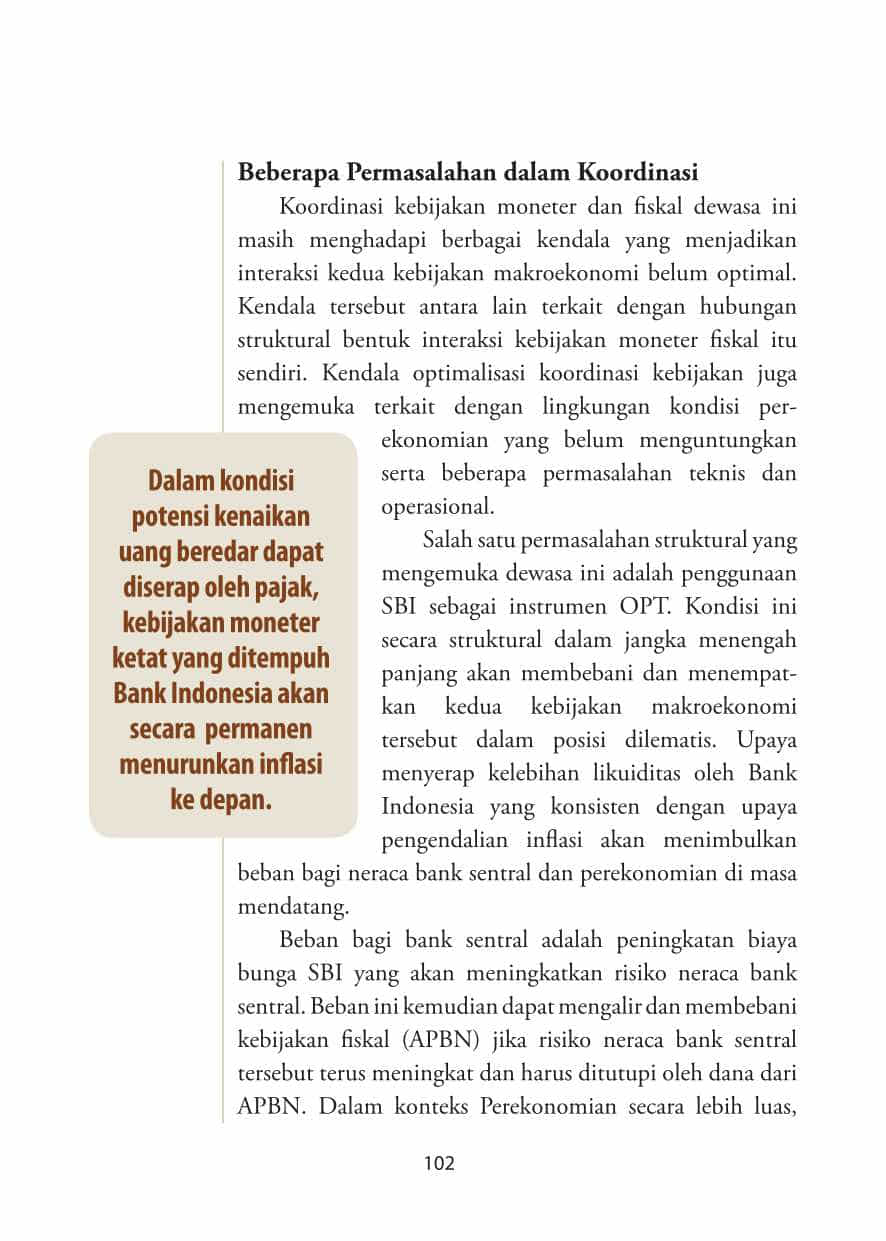 Beberapa Permasalahan dalam Koordinasi
Koordinasi kebijakan moneter dan fiskal dewasa ini
masih menghadapi berbagai kendala yang menjadikan
interaksi kedua kebijakan makroekonomi belum optimal.
Kendala tersebut antara lain terkait dengan hubungan
struktural bentuk interaksi kebijakan moneter fiskal itu
sendiri. Kendala optimalisasi koordinasi kebijakan juga
mengemuka terkait dengan lingkungan kondisi per-
ekonomian yang belum menguntungkan
serta beberapa permasalahan teknis dan
operasional.
Salah satu permasalahan struktural yang
mengemuka dewasa ini adalah penggunaan
SBI sebagai instrumen OPT. Kondisi ini
secara struktural dalam jangka menengah
panjang akan membebani dan menempat-
kan kedua kebijakan makroekonomi
tersebut dalam posisi dilematis. Upaya
menyerap kelebihan likuiditas oleh Bank
Indonesia yang konsisten dengan upaya
pengendalian inflasi akan menimbulkan
beban bagi neraca bank sentral dan perekonomian di masa
mendatang.
Beban bagi bank sentral adalah peningkatan biaya
bunga SBI yang akan meningkatkan risiko neraca bank
sentral. Beban ini kemudian dapat mengalir dan membebani
kebijakan fiskal (APBN) jika risiko neraca bank sentral
tersebut terus meningkat dan harus ditutupi oleh dana dari
APBN. Dalam konteks Perekonomian secara lebih luas,
Dalam kondisi
potensi kenaikan
uang beredar dapat
diserap oleh pajak,
kebijakan moneter
ketat yang ditempuh
Bank Indonesia akan
secara permanen
menurunkan inflasi
ke depan.
102